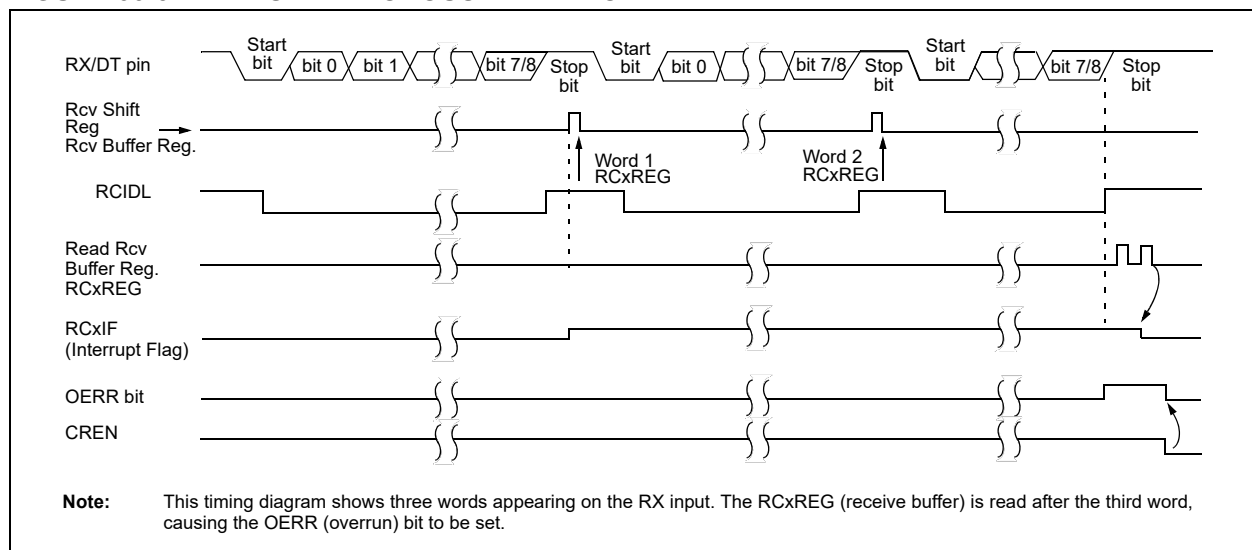 Start bit
bit 0
bit 1
bit 7/8
Stop bit
Start bit
bit 0
bit 7/8
Stop bit
Start bit
bit 7/8
Stop bit
RX/DT pin
Rcv Shift
Reg
Rcv Buffer Reg.
Word 1
RCxREG
Word 2
RCxREG
RCIDL
Read Rcv
Buffer Reg.
RCxREG
RCxIF
(Interrupt Flag)
OERR bit
CREN
Note: This timing diagram shows three words appearing on the RX input. The RCxREG (receive buffer) is read after the third word,
causing the OERR (overrun) bit to be set.